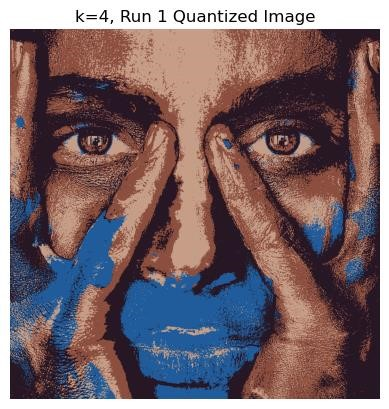 k=4, Run 1 Quantized Image